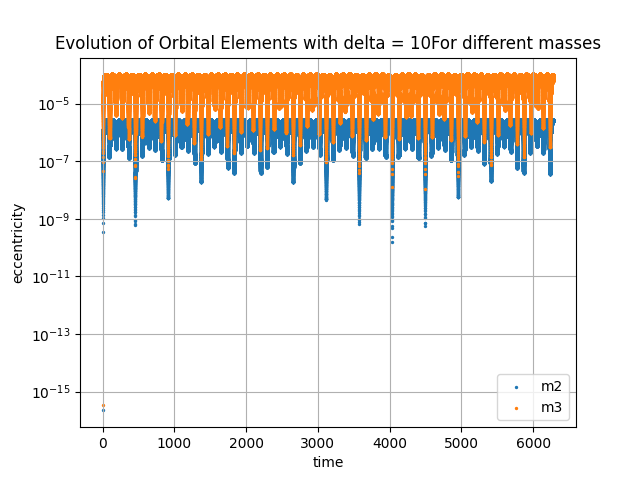 Evolution of Orbital Elements with delta = 10For different masses
10⁻⁵
10⁻⁷
10⁻⁹
10⁻¹¹
10⁻¹³
10⁻¹⁵
eccentricity
m2
m3
0 1000 2000 3000 4000 5000 6000
time